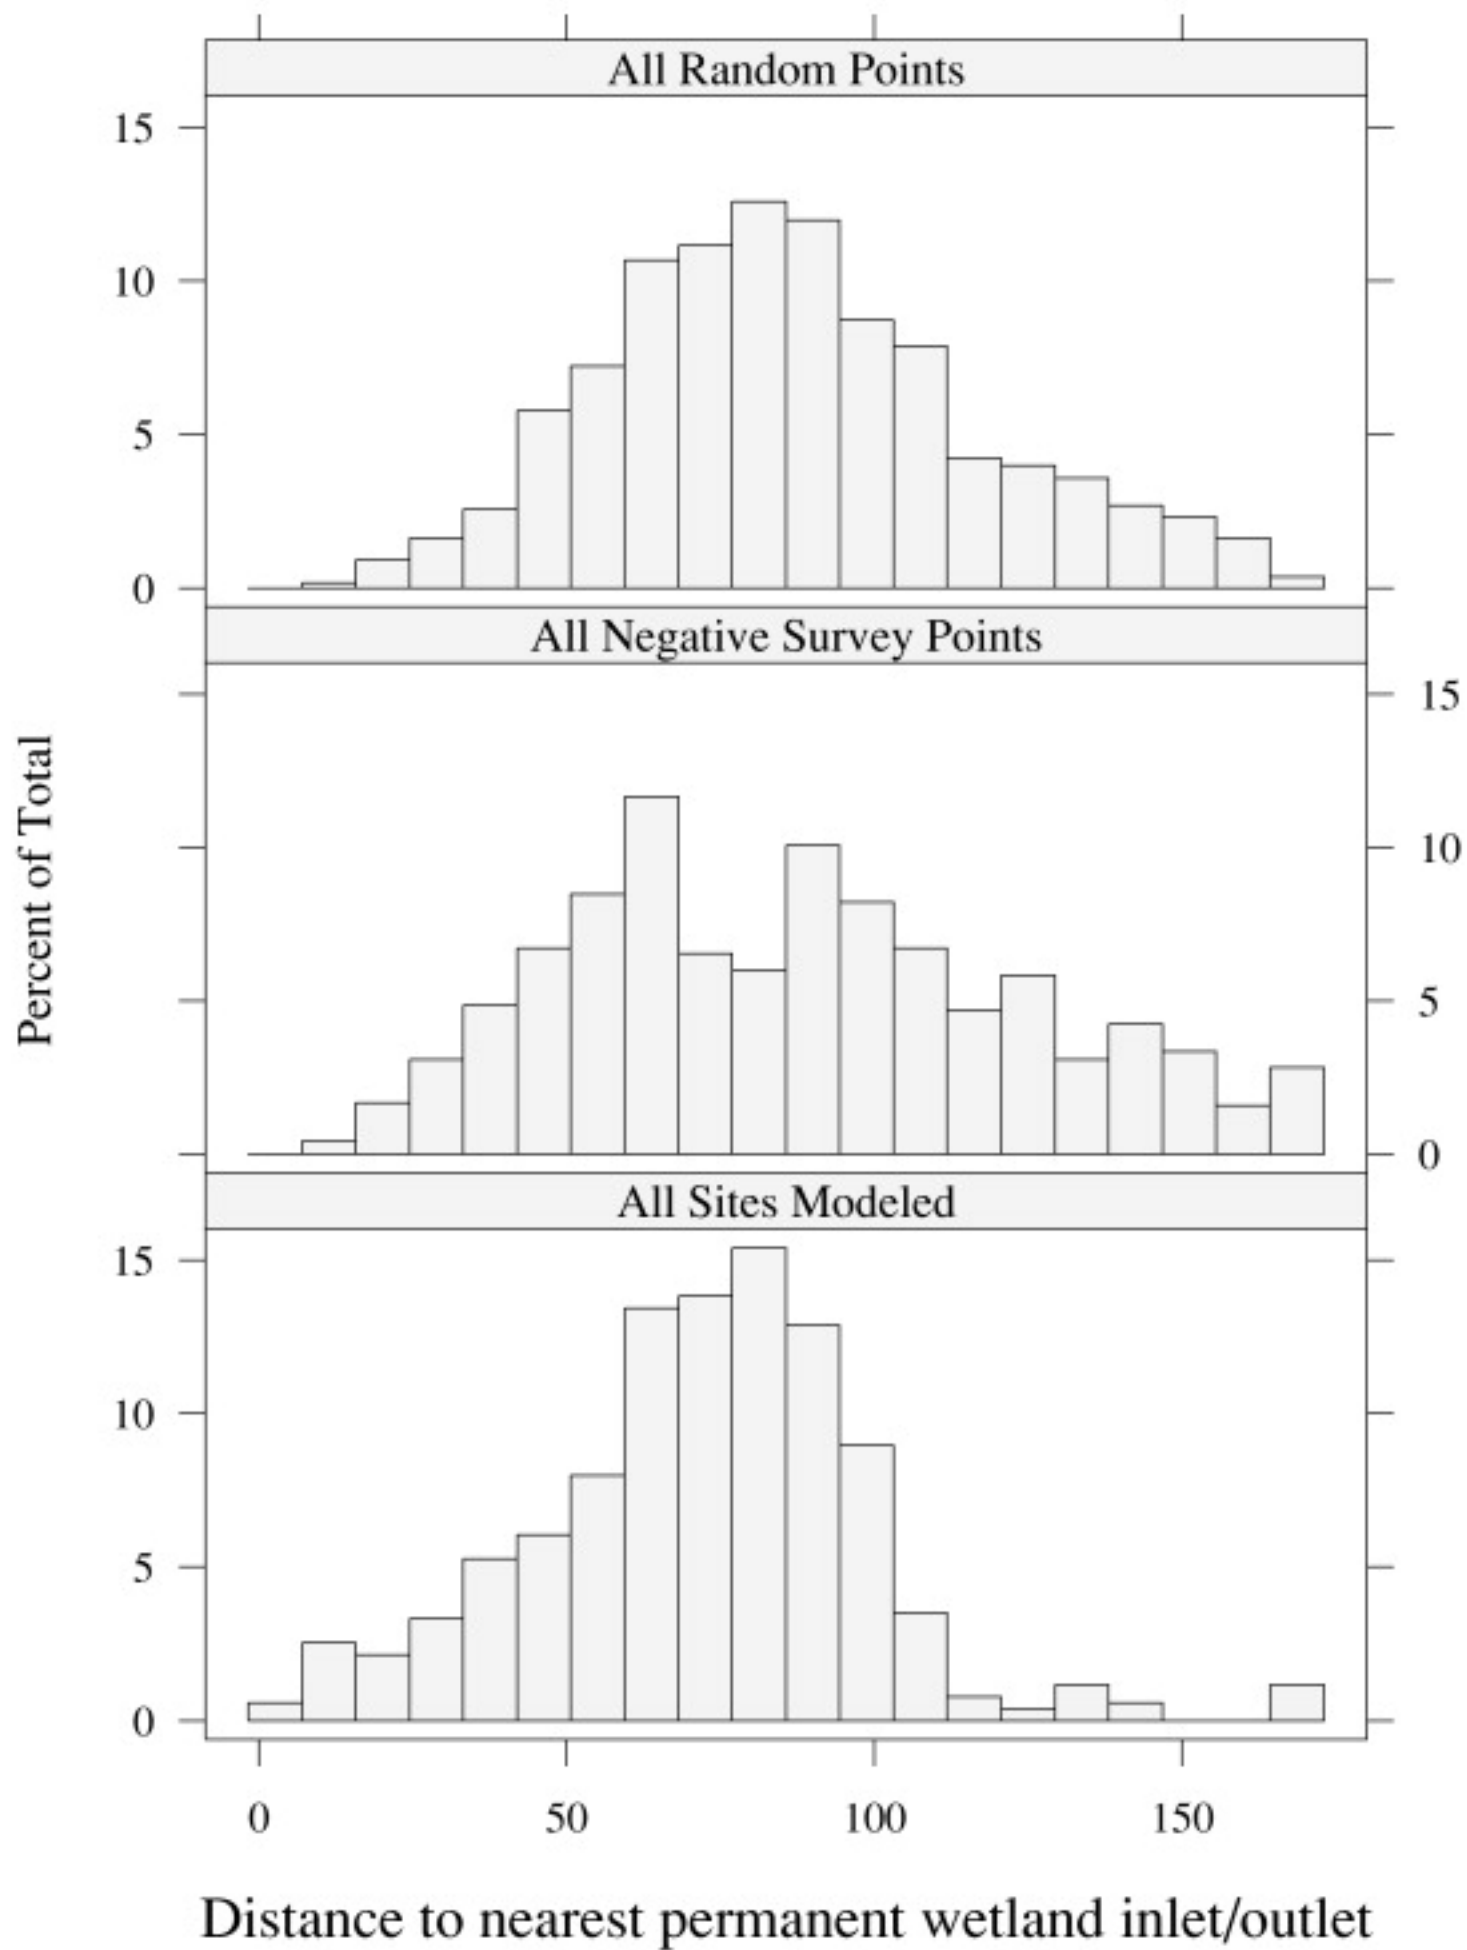 All Random Points
15
10
5
0
All Negative Survey Points
15
10
5
0
Percent of Total
All Sites Modeled
15
10
5
0
0 50 100 150
Distance to nearest permanent wetland inlet/outlet